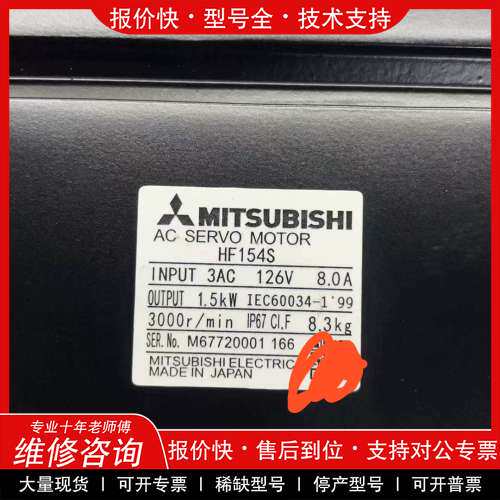 报价快·型号全·技术支持
MITSUBISHI
AC SERVO MOTOR
HF154S
INPUT 3AC 126V 8.0A
OUTPUT 1.5kW IEC60034-1'99
3000r/min IP67 Cl.F 8.3kg
SER. No. M67720001 166
MITSUBISHI ELECTRIC
MADE IN JAPAN
专业十年老师傅
维修咨询
报价快·售后到位·支持对公专票
大量现货 | 可开专票 | 稀缺型号 | 停产型号 | 可开普票